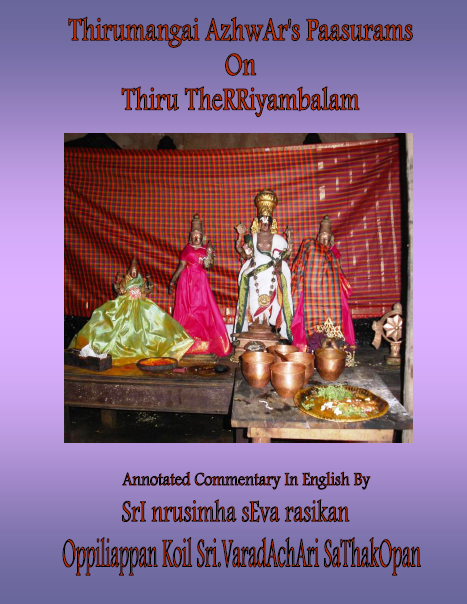 Thirumangai AzhwAr's Paasurams
On
Thiru TheRRiyambalam
Annotated Commentary In English By
SrI nrusimha sEva rasikan
Oppiliappan Koil Sri.VaradAchAri SaThakOpan